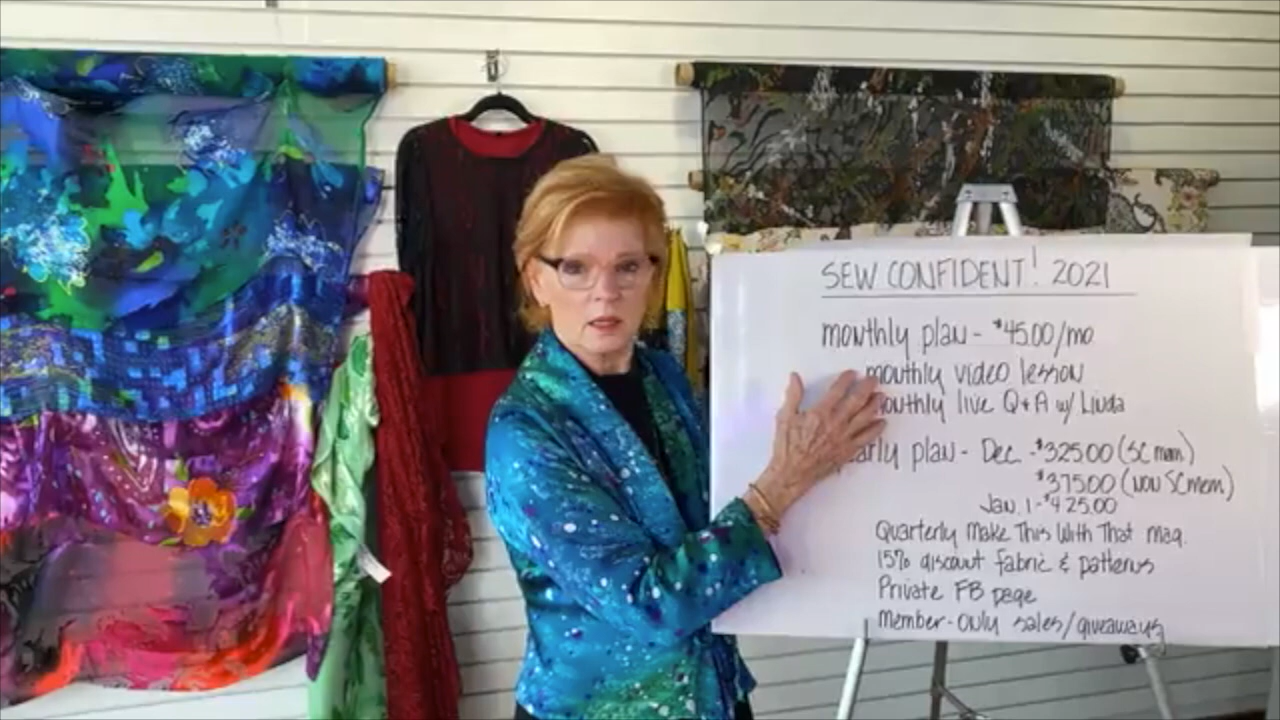 SEW CONFIDENT! 2021
monthly plan - $45.00/mo
monthly video lesson
monthly live Q & A w/ Linda
yearly plan - Dec - $325.00 (SC mem)
$375.00 (non SC mem)
Jan. 1 - $425.00
Quarterly Make This With That mag.
15% discount fabric & patterns
Private FB page
Member-Only sales/giveaways